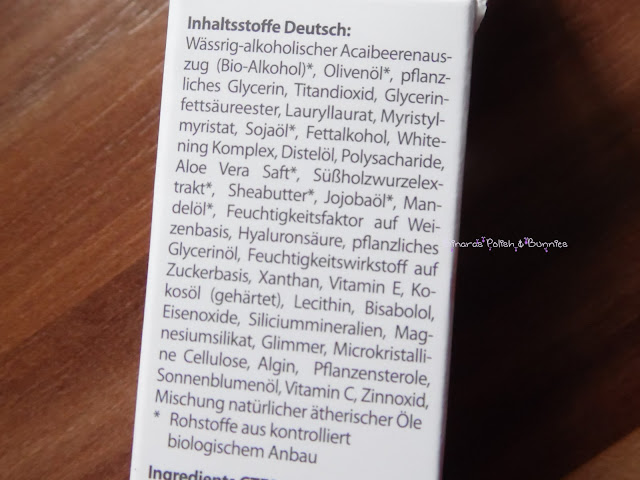 Inhaltsstoffe Deutsch:
Wässrig-alkoholischer Acaibeerenaus-
zug (Bio-Alkohol)*, Olivenöl*, pflanz-
liches Glycerin, Titandioxid, Glycerin-
fettsäureester, Lauryllaurat, Myristyl-
myristat, Sojaöl*, Fettalkohol, White-
ning Komplex, Distelöl, Polysacharide,
Aloe Vera Saft*, Süßholzwurzelex-
trakt*, Sheabutter*, Jojobaöl*, Man-
delöl*, Feuchtigkeitsfaktor auf Wei-
zenbasis, Hyaluronsäure, pflanzliches
Glycerinöl, Feuchtigkeitswirkstoff auf
Zuckerbasis, Xanthan, Vitamin E, Ko-
kosöl (gehärtet), Lecithin, Bisabolol,
Eisenoxide, Siliciummineralien, Mag-
nesiumsilikat, Glimmer, Microkristalli-
ne Cellulose, Algin, Pflanzensterole,
Sonnenblumenöl, Vitamin C, Zinnoxid,
Mischung natürlicher ätherischer Öle
* Rohstoffe aus kontrolliert
biologischem Anbau
Polish & Bunnies